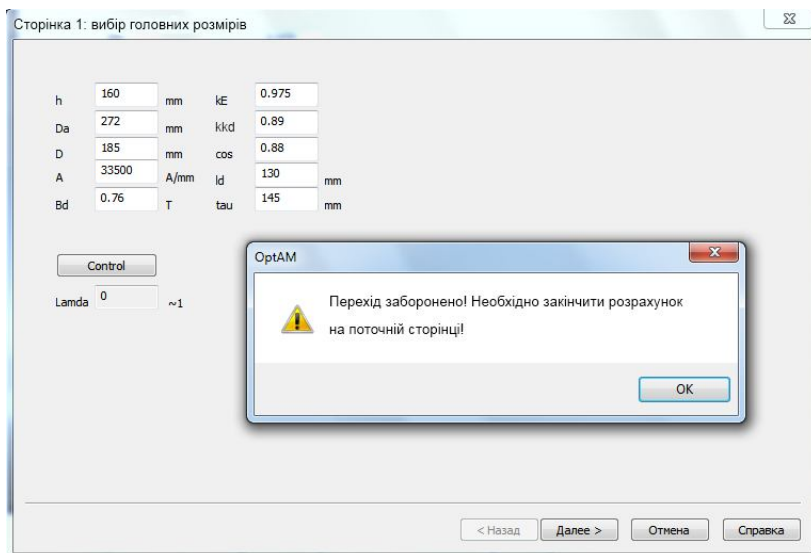 Сторінка 1: вибір головних розмірів
h 160 mm kE 0.975
Da 272 mm kkd 0.89
D 185 mm cos 0.88
A 33500 A/mm ld 130 mm
Bd 0.76 T tau 145 mm
Control
Lamda 0 ~1
OptAM
Перехід заборонено! Необхідно закінчити розрахунок
на поточній сторінці!
OK
< Назад Далее > Отмена Справка